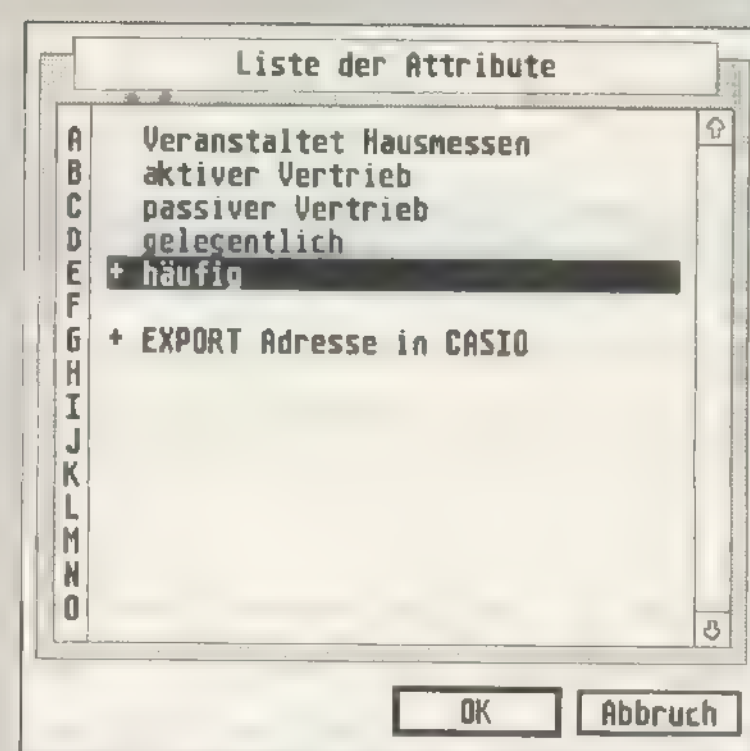 Liste der Attribute
A Veranstaltet Hausmessen
B aktiver Vertrieb
C passiver Vertrieb
D gelegentlich
E + häufig
F
G + EXPORT Adresse in CASIO
H
I
J
K
L
M
N
O
OK Abbruch